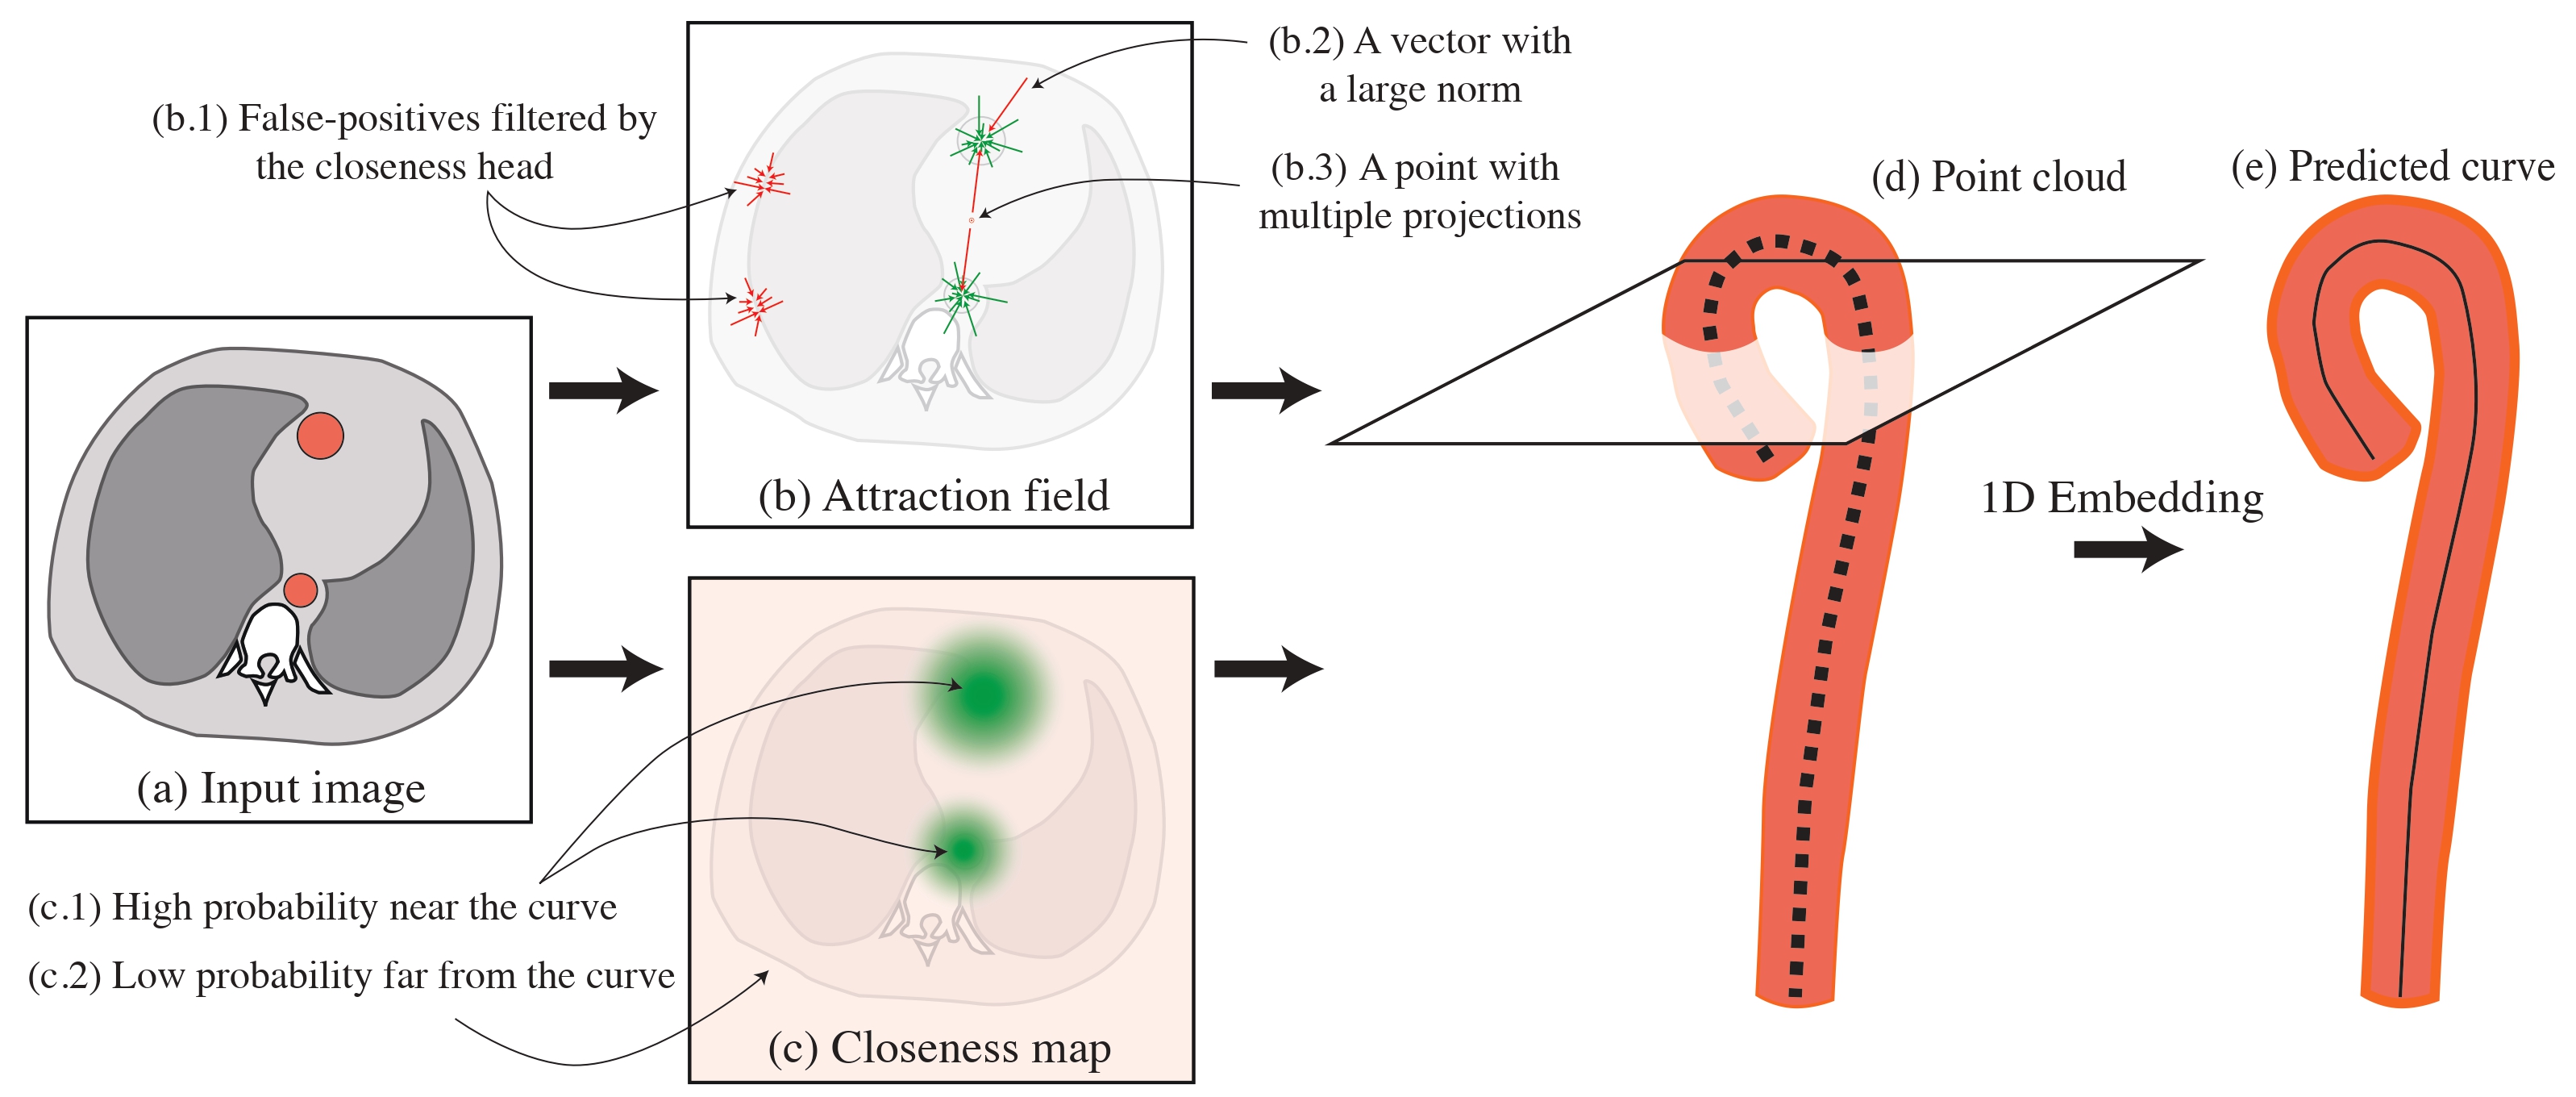 (b.1) False-positives filtered by
the closeness head
(b.2) A vector with
a large norm
(b.3) A point with
multiple projections
(b) Attraction field
(a) Input image
(c.1) High probability near the curve
(c.2) Low probability far from the curve
(c) Closeness map
(d) Point cloud
1D Embedding
(e) Predicted curve